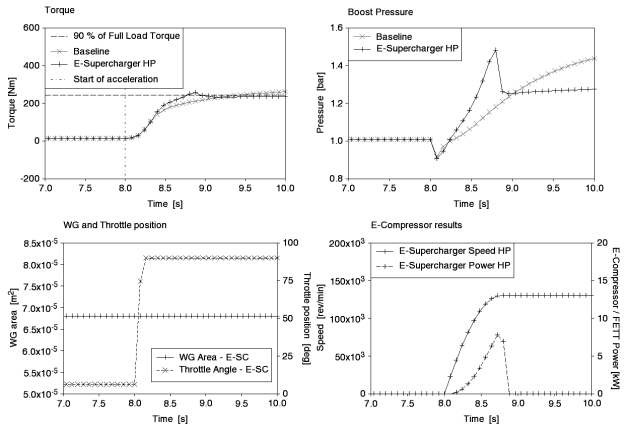 Torque
600
400
200
0
-200
Torque [Nm]
90 % of Full Load Torque
Baseline
E-Supercharger HP
Start of acceleration
7.0 7.5 8.0 8.5 9.0 9.5 10.0
Time [s]
Boost Pressure
1.6
1.4
1.2
1.0
0.8
Pressure [bar]
Baseline
E-Supercharger HP
7.0 7.5 8.0 8.5 9.0 9.5 10.0
Time [s]
WG and Throttle position
8.5x10-5
8.0x10-5
7.5x10-5
7.0x10-5
6.5x10-5
6.0x10-5
5.5x10-5
5.0x10-5
WG area [m2]
100
75
50
25
0
Throttle position [deg]
WG Area - E-SC
Throttle Angle - E-SC
7.0 7.5 8.0 8.5 9.0 9.5 10.0
Time [s]
E-Compressor results
200x10³
150x10³
100x10³
50x10³
0
Speed [rev/min]
20
15
10
5
0
E-Compressor / FETT Power [kW]
E-Supercharger Speed HP
E-Supercharger Power HP
7.0 7.5 8.0 8.5 9.0 9.5 10.0
Time [s]